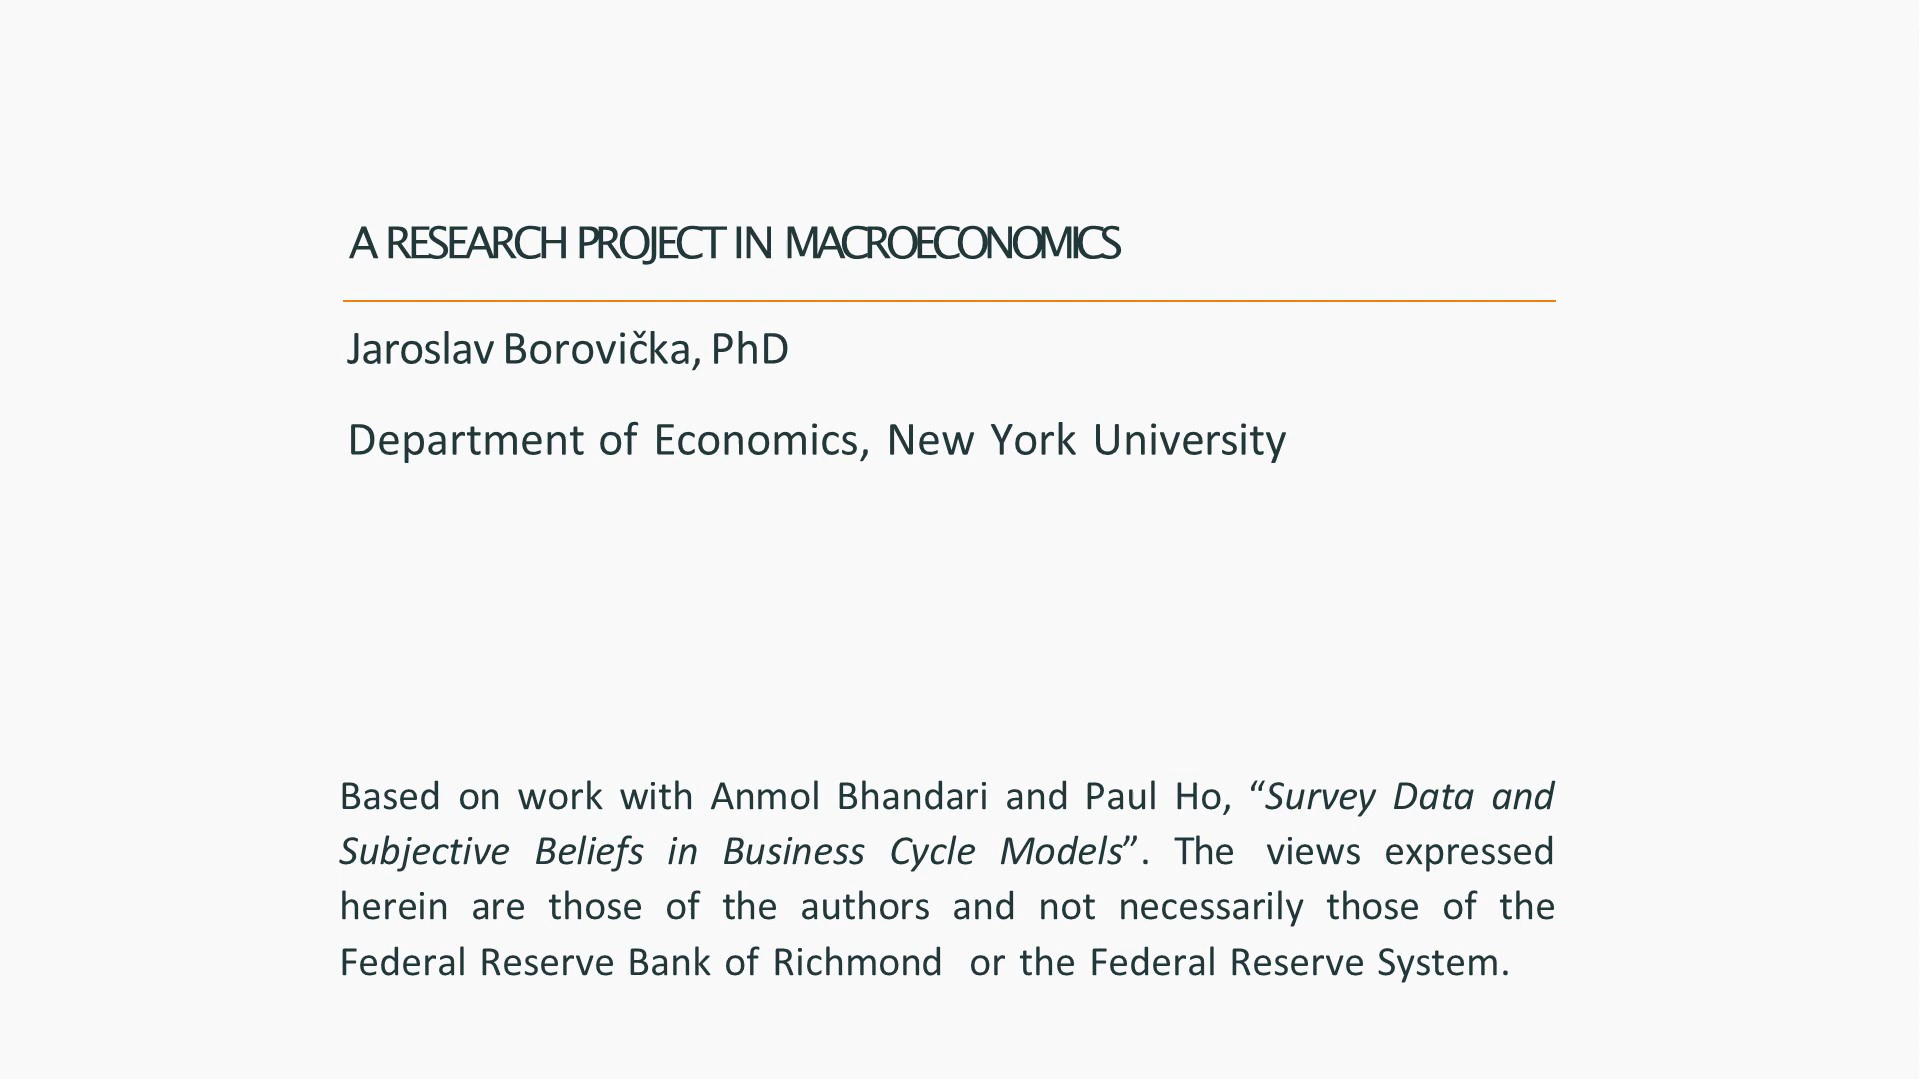 A RESEARCH PROJECT IN MACROECONOMICS
Jaroslav Borovička, PhD
Department of Economics, New York University
Based on work with Anmol Bhandari and Paul Ho, “Survey Data and
Subjective Beliefs in Business Cycle Models”. The views expressed
herein are those of the authors and not necessarily those of the
Federal Reserve Bank of Richmond or the Federal Reserve System.